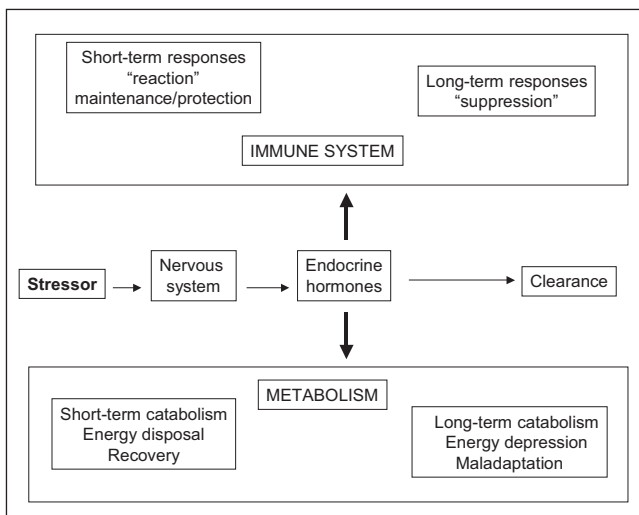 Short-term responses
“reaction”
maintenance/protection
Long-term responses
“suppression”
IMMUNE SYSTEM
Stressor
Nervous
system
Endocrine
hormones
Clearance
METABOLISM
Short-term catabolism
Energy disposal
Recovery
Long-term catabolism
Energy depression
Maladaptation